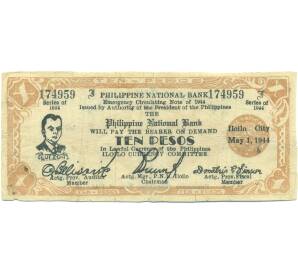 174959 PHILIPPINE NATIONAL BANK 174959
Series of 1944 Emergency Circulating Note of 1944 Series of 1944
Issued by Authority of the President of the Philippines
THE
Philippine National Bank
WILL PAY THE BEARER ON DEMAND
TEN PESOS
Iloilo City
May 1, 1944
In Lawful Currency of the Philippines
ILOILO CURRENCY COMMITTEE
Actg. Prov. Auditor Actg. Mgr., P.N.B. Iloilo Actg. Prov. Fiscal
Member Chairman Member